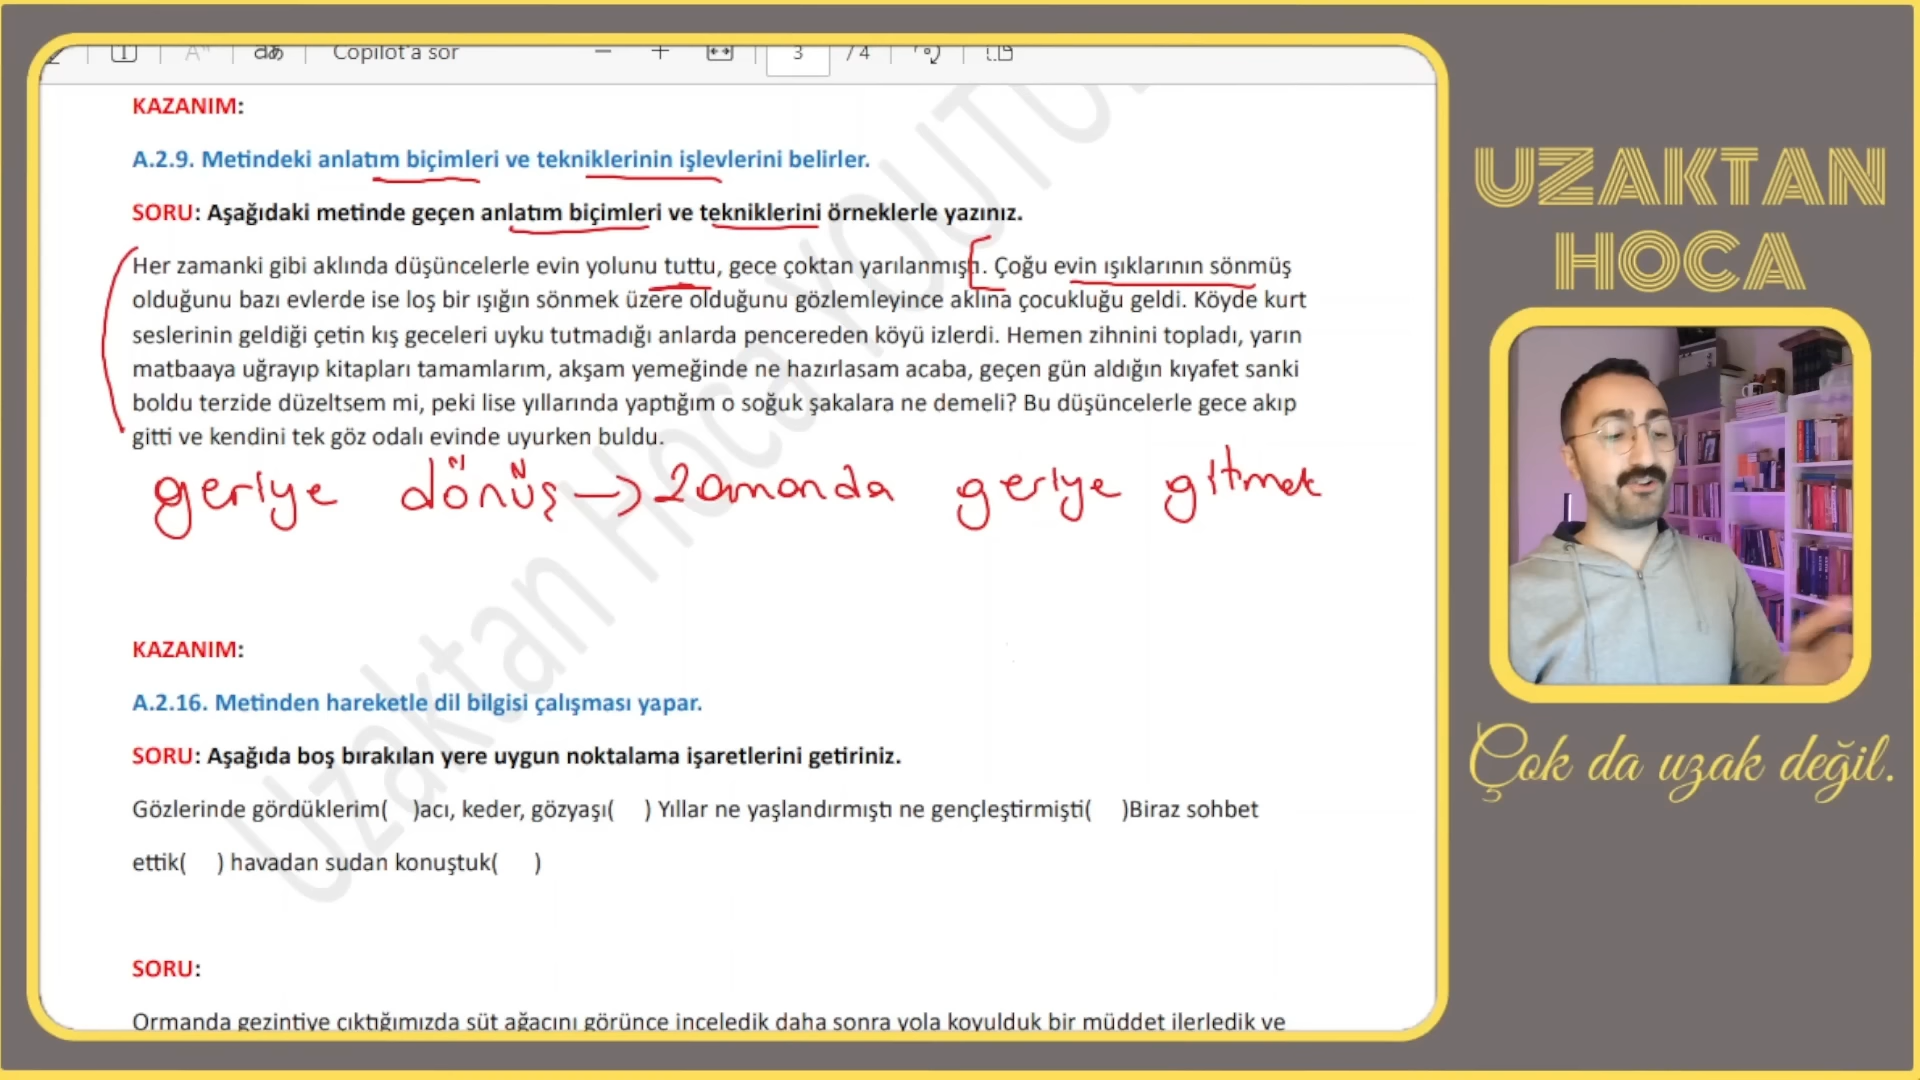 Copilot'a sor
3 / 4
KAZANIM:
A.2.9. Metindeki anlatım biçimleri ve tekniklerinin işlevlerini belirler.
SORU: Aşağıdaki metinde geçen anlatım biçimleri ve tekniklerini örneklerle yazınız.
Her zamanki gibi aklında düşüncelerle evin yolunu tuttu, gece çoktan yarılanmıştı. Çoğu evin ışıklarının sönmüş
olduğunu bazı evlerde ise loş bir ışığın sönmek üzere olduğunu gözlemleyince aklına çocukluğu geldi. Köyde kurt
seslerinin geldiği çetin kış geceleri uyku tutmadığı anlarda pencereden köyü izlerdi. Hemen zihnini topladı, yarın
matbaaya uğrayıp kitapları tamamlarım, akşam yemeğinde ne hazırlasam acaba, geçen gün aldığın kıyafet sanki
boldu terzide düzeltsem mi, peki lise yıllarında yaptığım o soğuk şakalara ne demeli? Bu düşüncelerle gece akıp
gitti ve kendini tek göz odalı evinde uyurken buldu.
geriye dönüş → zamanda geriye gitmek
KAZANIM:
A.2.16. Metinden hareketle dil bilgisi çalışması yapar.
SORU: Aşağıda boş bırakılan yere uygun noktalama işaretlerini getiriniz.
Gözlerinde gördüklerim( )acı, keder, gözyaşı( ) Yıllar ne yaşlandırmıştı ne gençleştirmişti( )Biraz sohbet
ettik( ) havadan sudan konuştuk( )
SORU:
Ormanda gezintiye çıktığımızda süt ağacını görünce inceledik daha sonra yola koyulduk bir müddet ilerledik ve
Uzaktan Hoca YOUTU
UZAKTAN
HOCA
Çok da uzak değil.